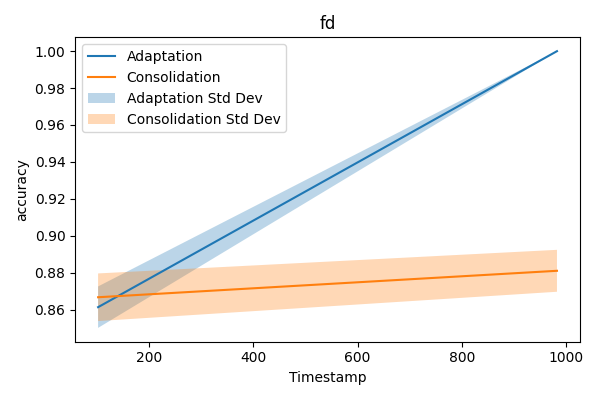 fd
Adaptation
Consolidation
Adaptation Std Dev
Consolidation Std Dev
1.00
0.98
0.96
0.94
0.92
0.90
0.88
0.86
accuracy
200
400
600
800
1000
Timestamp